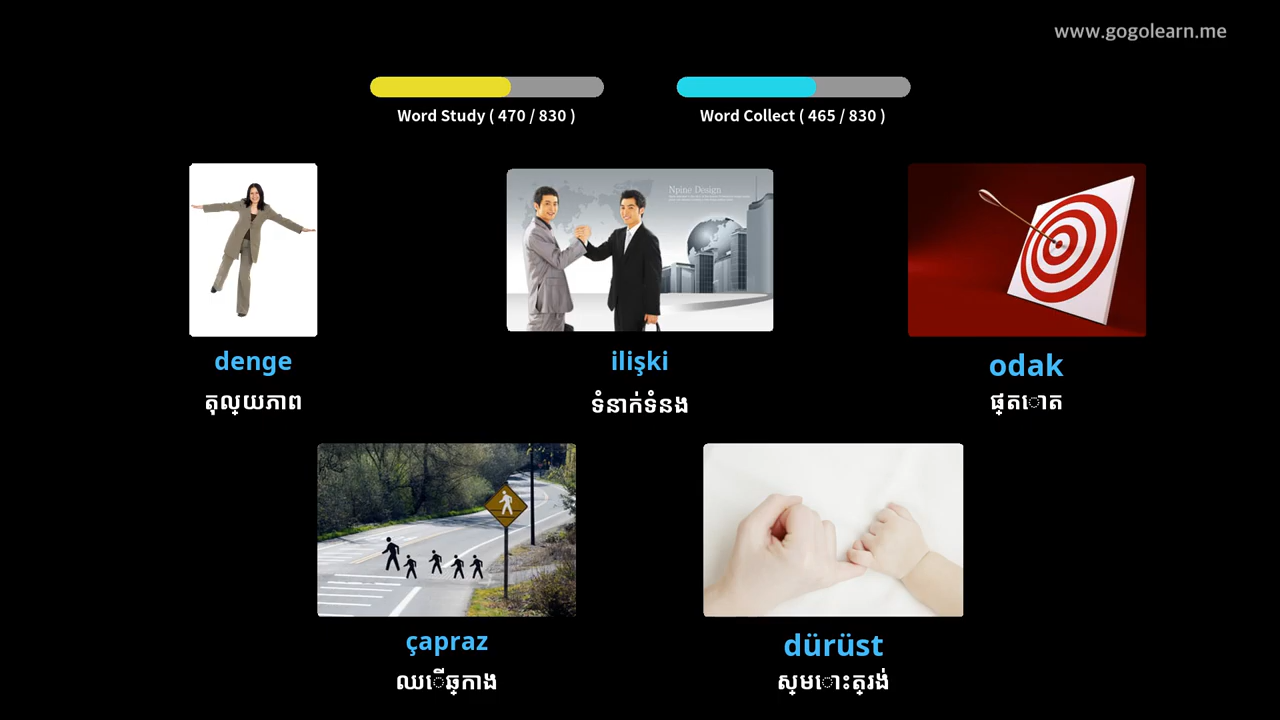 www.gogolearn.me
Word Study ( 470 / 830 )
Word Collect ( 465 / 830 )
Npine Design
denge
តុល្យភាព
ilişki
ទំនាក់ទំនង
odak
ផ្តោត
çapraz
ឈើឆ្កាង
dürüst
ស្មោះត្រង់